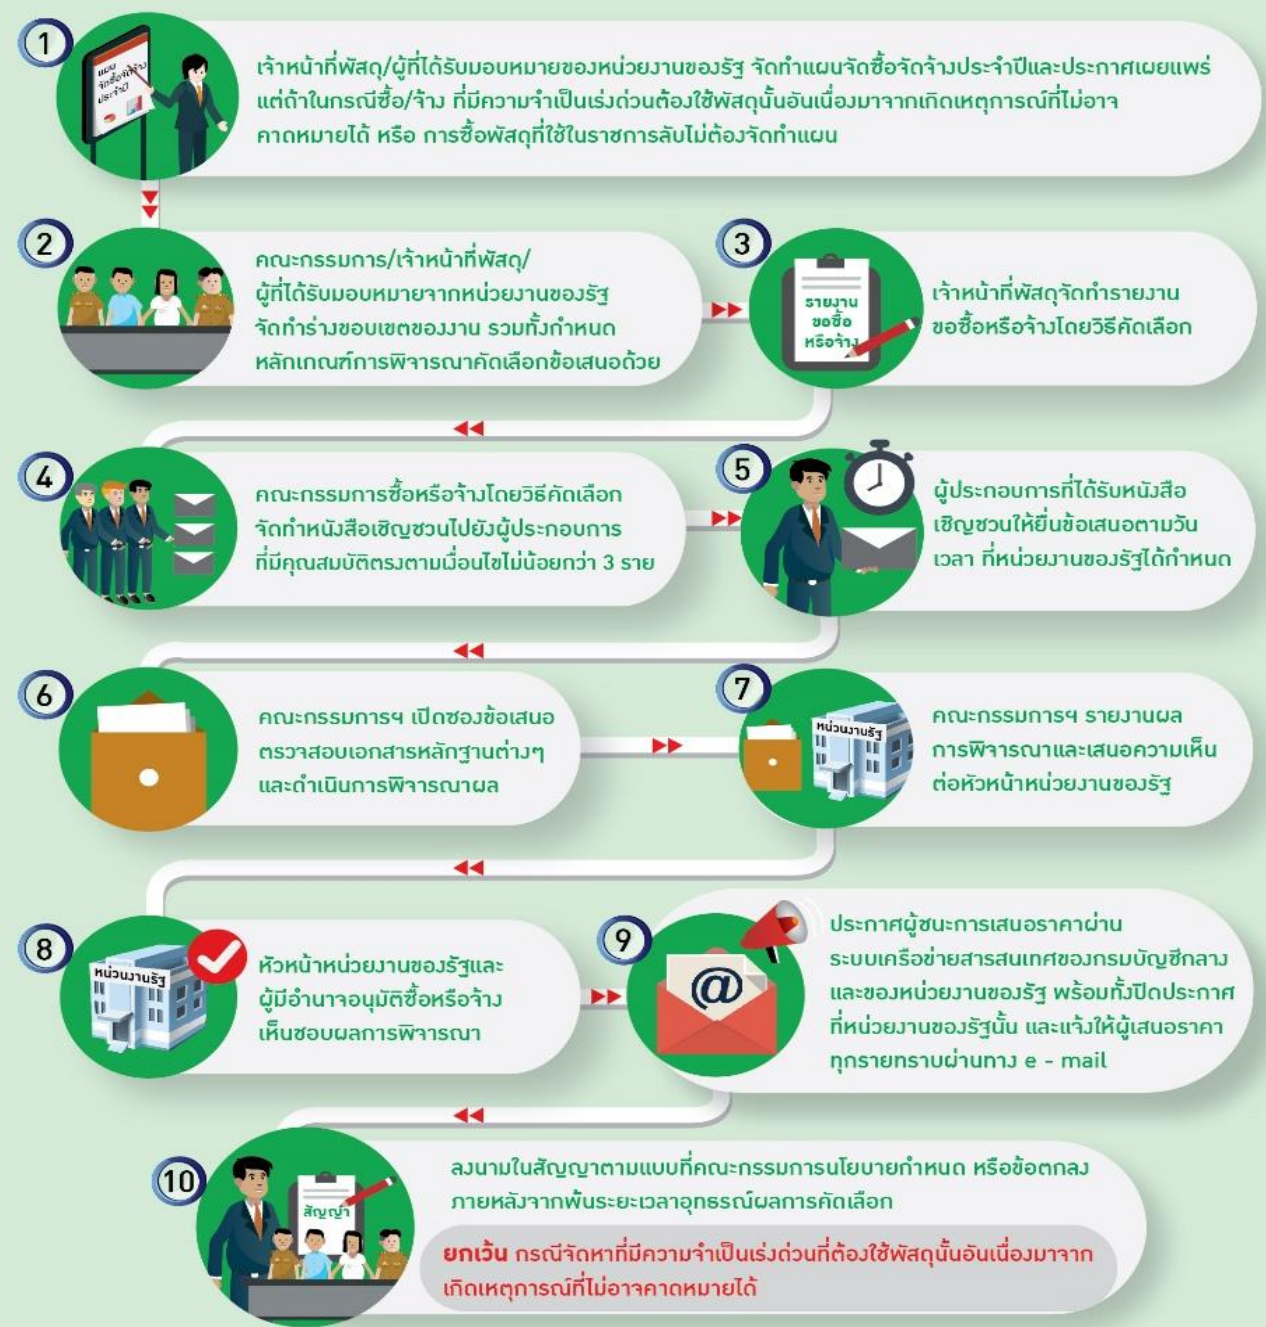 1
แผน
จัดซื้อจัดจ้าง
ประจำปี
เจ้าหน้าที่พัสดุ/ผู้ที่ได้รับมอบหมายของหน่วยงานของรัฐ จัดทำแผนจัดซื้อจัดจ้างประจำปีและประกาศเผยแพร่
แต่ถ้าในกรณีซื้อ/จ้าง ที่มีความจำเป็นเร่งด่วนต้องใช้พัสดุนั้นอันเนื่องมาจากเกิดเหตุการณ์ที่ไม่อาจ
คาดหมายได้ หรือ การซื้อพัสดุที่ใช้ในราชการลับไม่ต้องจัดทำแผน
2
คณะกรรมการ/เจ้าหน้าที่พัสดุ/
ผู้ที่ได้รับมอบหมายจากหน่วยงานของรัฐ
จัดทำร่างขอบเขตของงาน รวมทั้งกำหนด
หลักเกณฑ์การพิจารณาคัดเลือกข้อเสนอด้วย
3
รายงาน
ขอซื้อ
หรือจ้าง
เจ้าหน้าที่พัสดุจัดทำรายงาน
ขอซื้อหรือจ้างโดยวิธีคัดเลือก
4
คณะกรรมการซื้อหรือจ้างโดยวิธีคัดเลือก
จัดทำหนังสือเชิญชวนไปยังผู้ประกอบการ
ที่มีคุณสมบัติตรงตามเงื่อนไขไม่น้อยกว่า 3 ราย
5
ผู้ประกอบการที่ได้รับหนังสือ
เชิญชวนให้ยื่นข้อเสนอตามวัน
เวลา ที่หน่วยงานของรัฐได้กำหนด
6
คณะกรรมการฯ เปิดซองข้อเสนอ
ตรวจสอบเอกสารหลักฐานต่างๆ
และดำเนินการพิจารณาผล
7
หน่วยงานรัฐ
คณะกรรมการฯ รายงานผล
การพิจารณาและเสนอความเห็น
ต่อหัวหน้าหน่วยงานของรัฐ
8
หน่วยงานรัฐ
หัวหน้าหน่วยงานของรัฐและ
ผู้มีอำนาจอนุมัติซื้อหรือจ้าง
เห็นชอบผลการพิจารณา
9
@
ประกาศผู้ชนะการเสนอราคาผ่าน
ระบบเครือข่ายสารสนเทศของกรมบัญชีกลาง
และของหน่วยงานของรัฐ พร้อมทั้งปิดประกาศ
ที่หน่วยงานของรัฐนั้น และแจ้งให้ผู้เสนอราคา
ทุกรายทราบผ่านทาง e - mail
10
สัญญา
ลงนามในสัญญาตามแบบที่คณะกรรมการนโยบายกำหนด หรือข้อตกลง
ภายหลังจากพ้นระยะเวลาอุทธรณ์ผลการคัดเลือก
ยกเว้น กรณีจัดหาที่มีความจำเป็นเร่งด่วนที่ต้องใช้พัสดุนั้นอันเนื่องมาจาก
เกิดเหตุการณ์ที่ไม่อาจคาดหมายได้